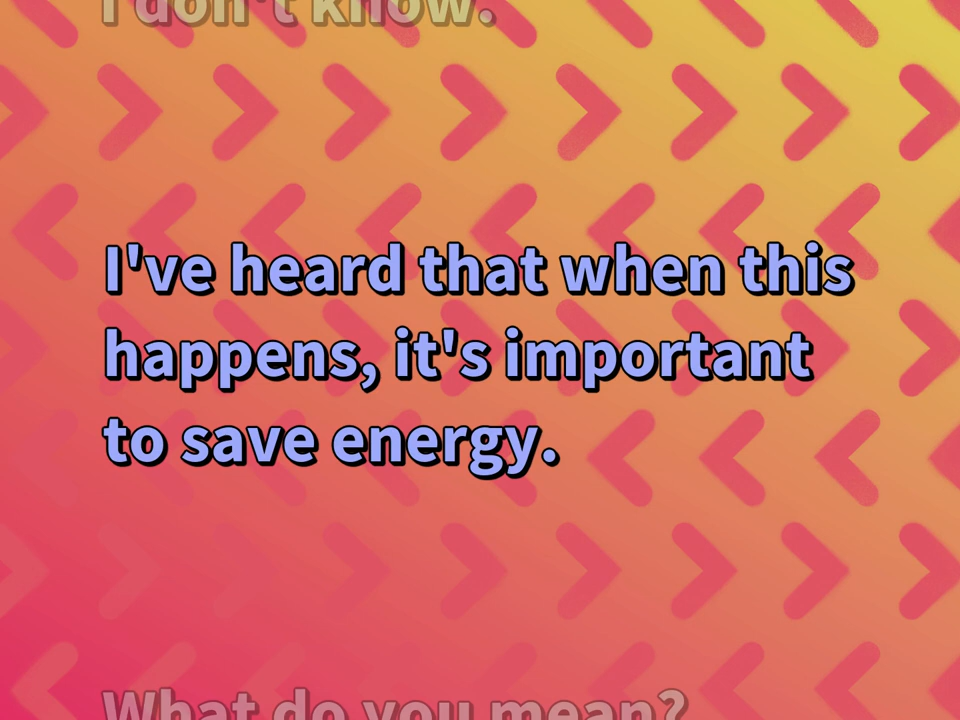 I don't know.
I've heard that when this
happens, it's important
to save energy.
What do you mean?